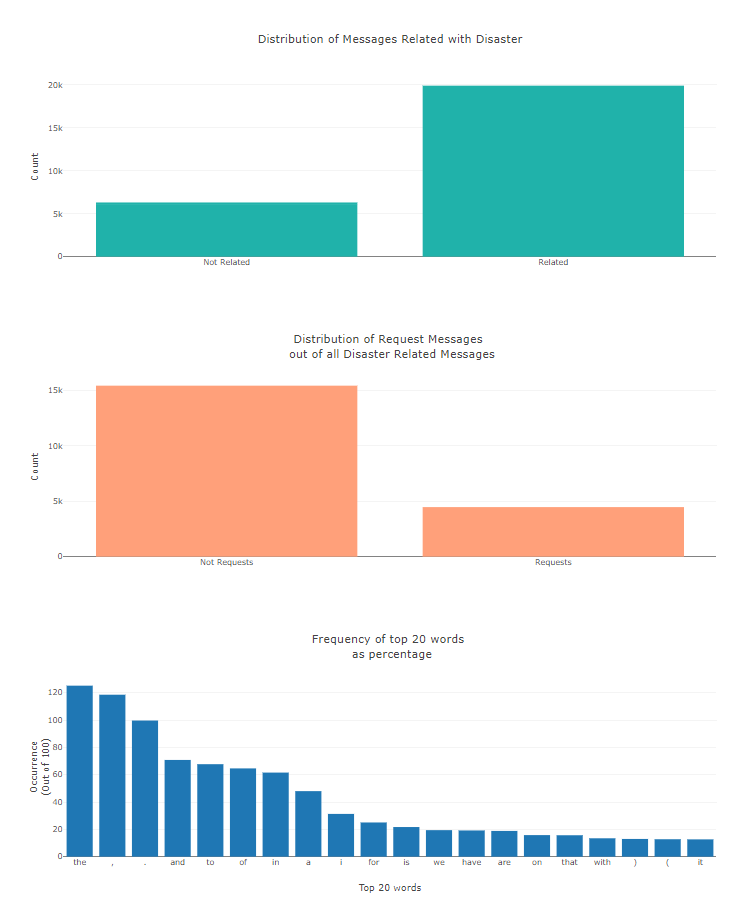 Distribution of Messages Related with Disaster
Count
20k
15k
10k
5k
0
Not Related Related
Distribution of Request Messages
out of all Disaster Related Messages
Count
15k
10k
5k
0
Not Requests Requests
Frequency of top 20 words
as percentage
Occurrence
(Out of 100)
120
100
80
60
40
20
0
the , . and to of in a i for is we have are on that with ) ( it
Top 20 words